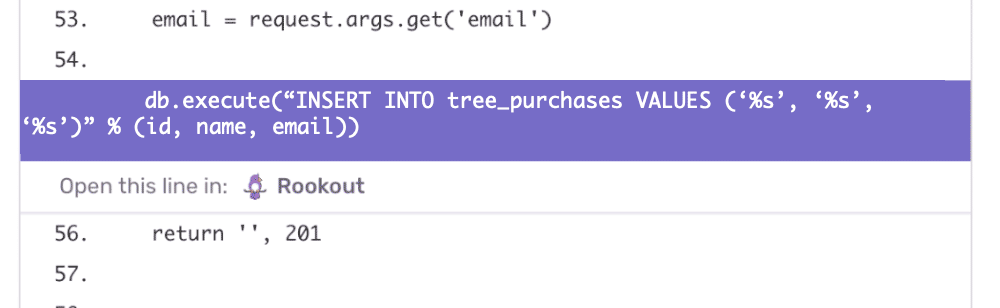 53. email = request.args.get('email')
54.
db.execute(“INSERT INTO tree_purchases VALUES (‘%s’, ‘%s’,
‘%s’)” % (id, name, email))
Open this line in: Rookout
56. return '', 201
57.